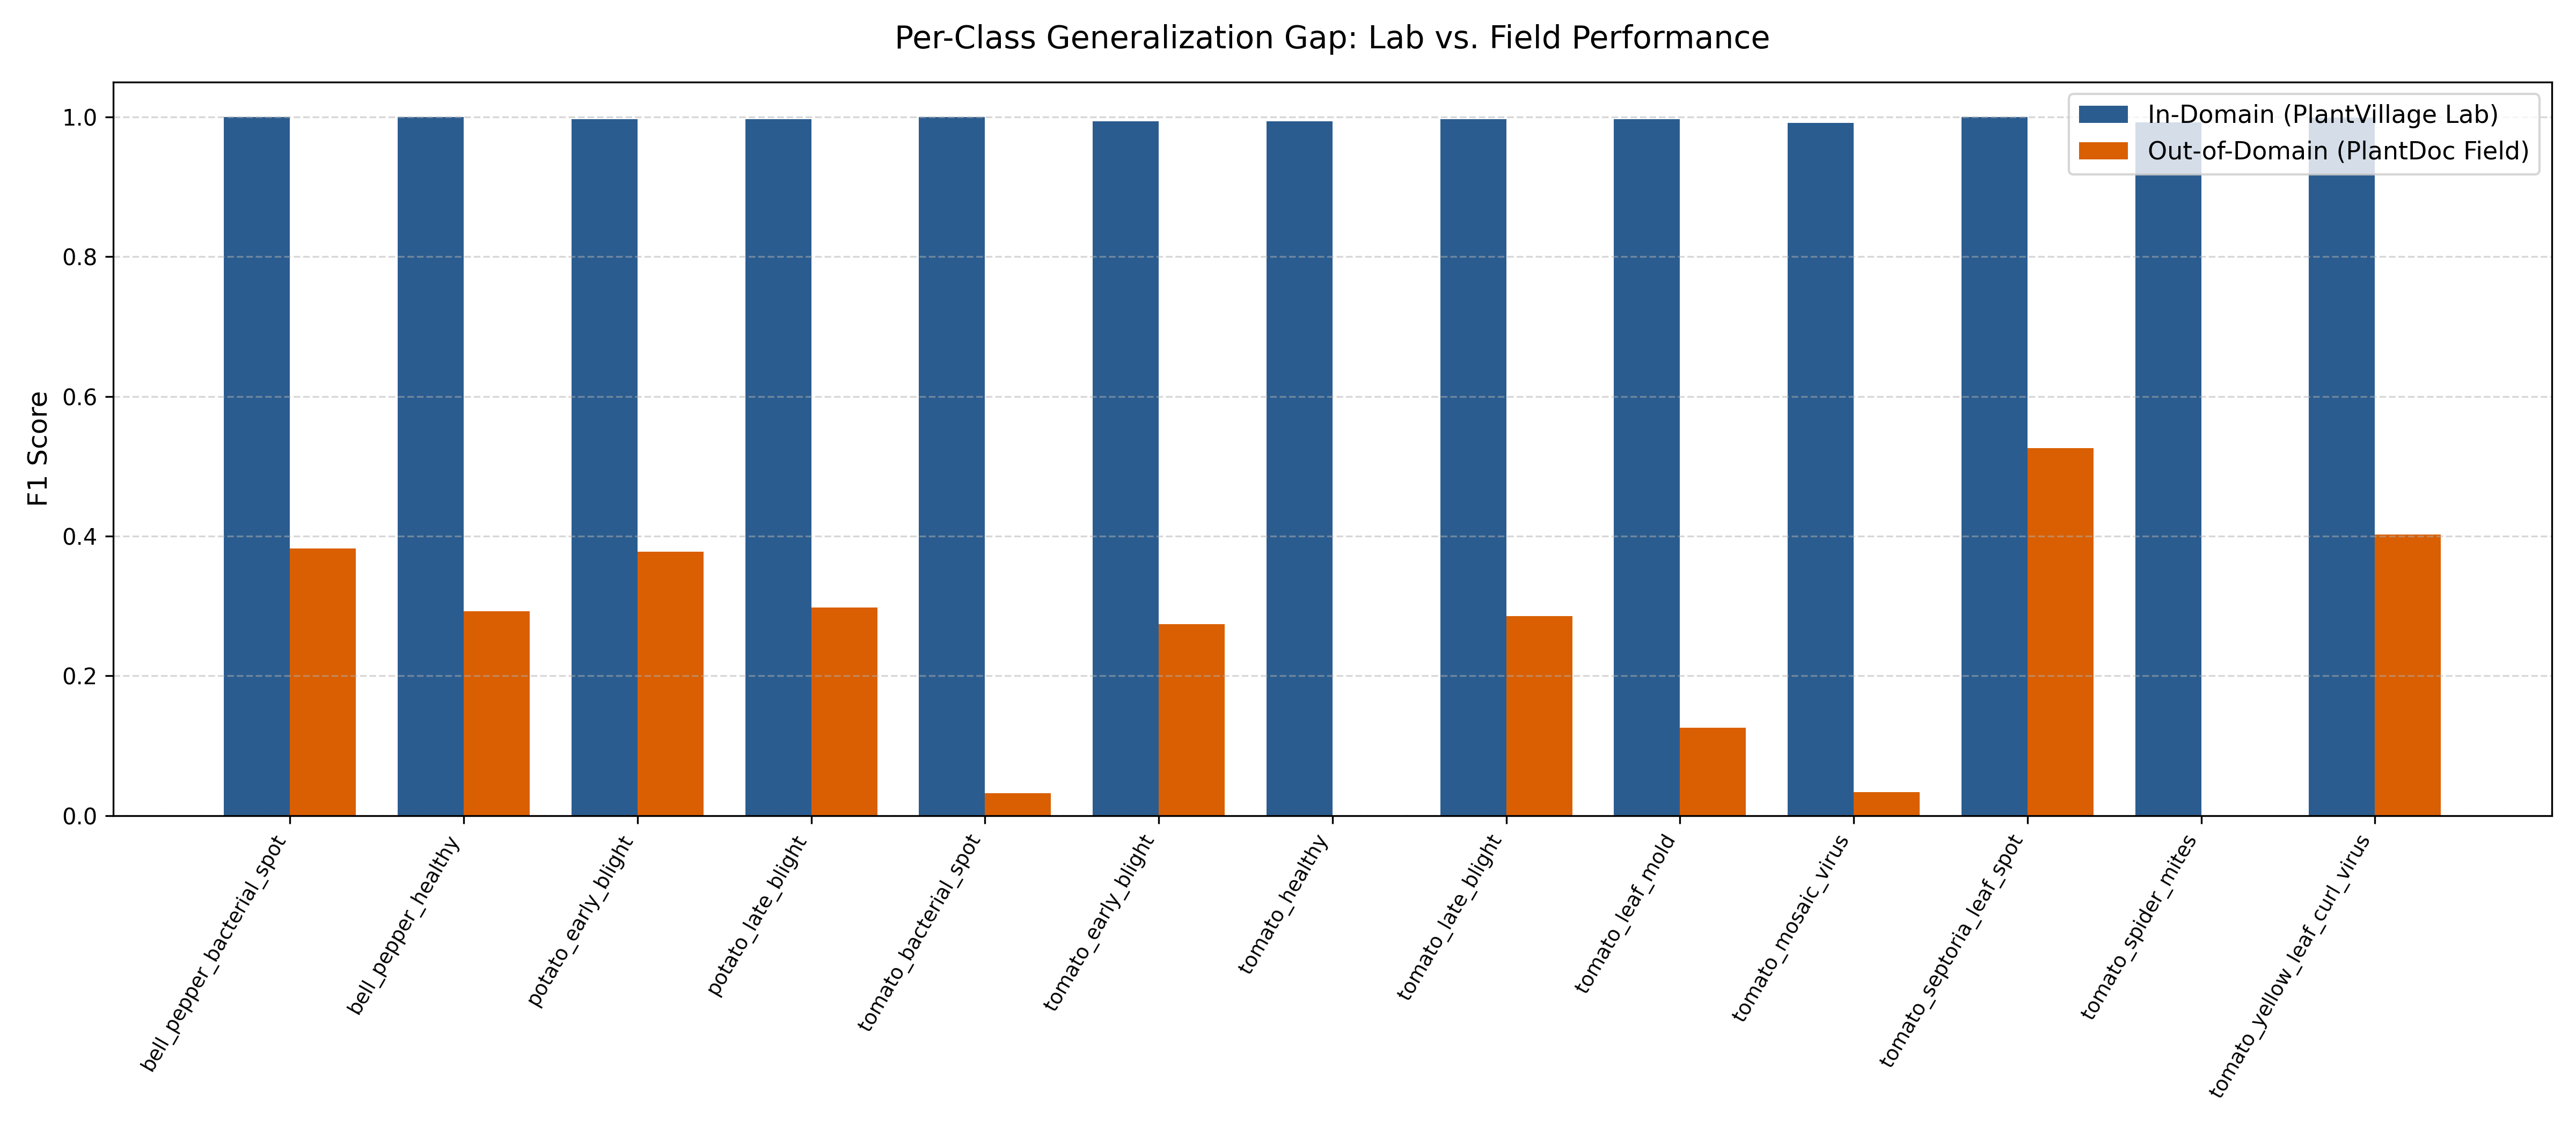 Per-Class Generalization Gap: Lab vs. Field Performance
In-Domain (PlantVillage Lab)
Out-of-Domain (PlantDoc Field)
F1 Score
1.0
0.8
0.6
0.4
0.2
0.0
bell_pepper_bacterial_spot
bell_pepper_healthy
potato_early_blight
potato_late_blight
tomato_bacterial_spot
tomato_early_blight
tomato_healthy
tomato_late_blight
tomato_leaf_mold
tomato_mosaic_virus
tomato_septoria_leaf_spot
tomato_spider_mites
tomato_yellow_leaf_curl_virus